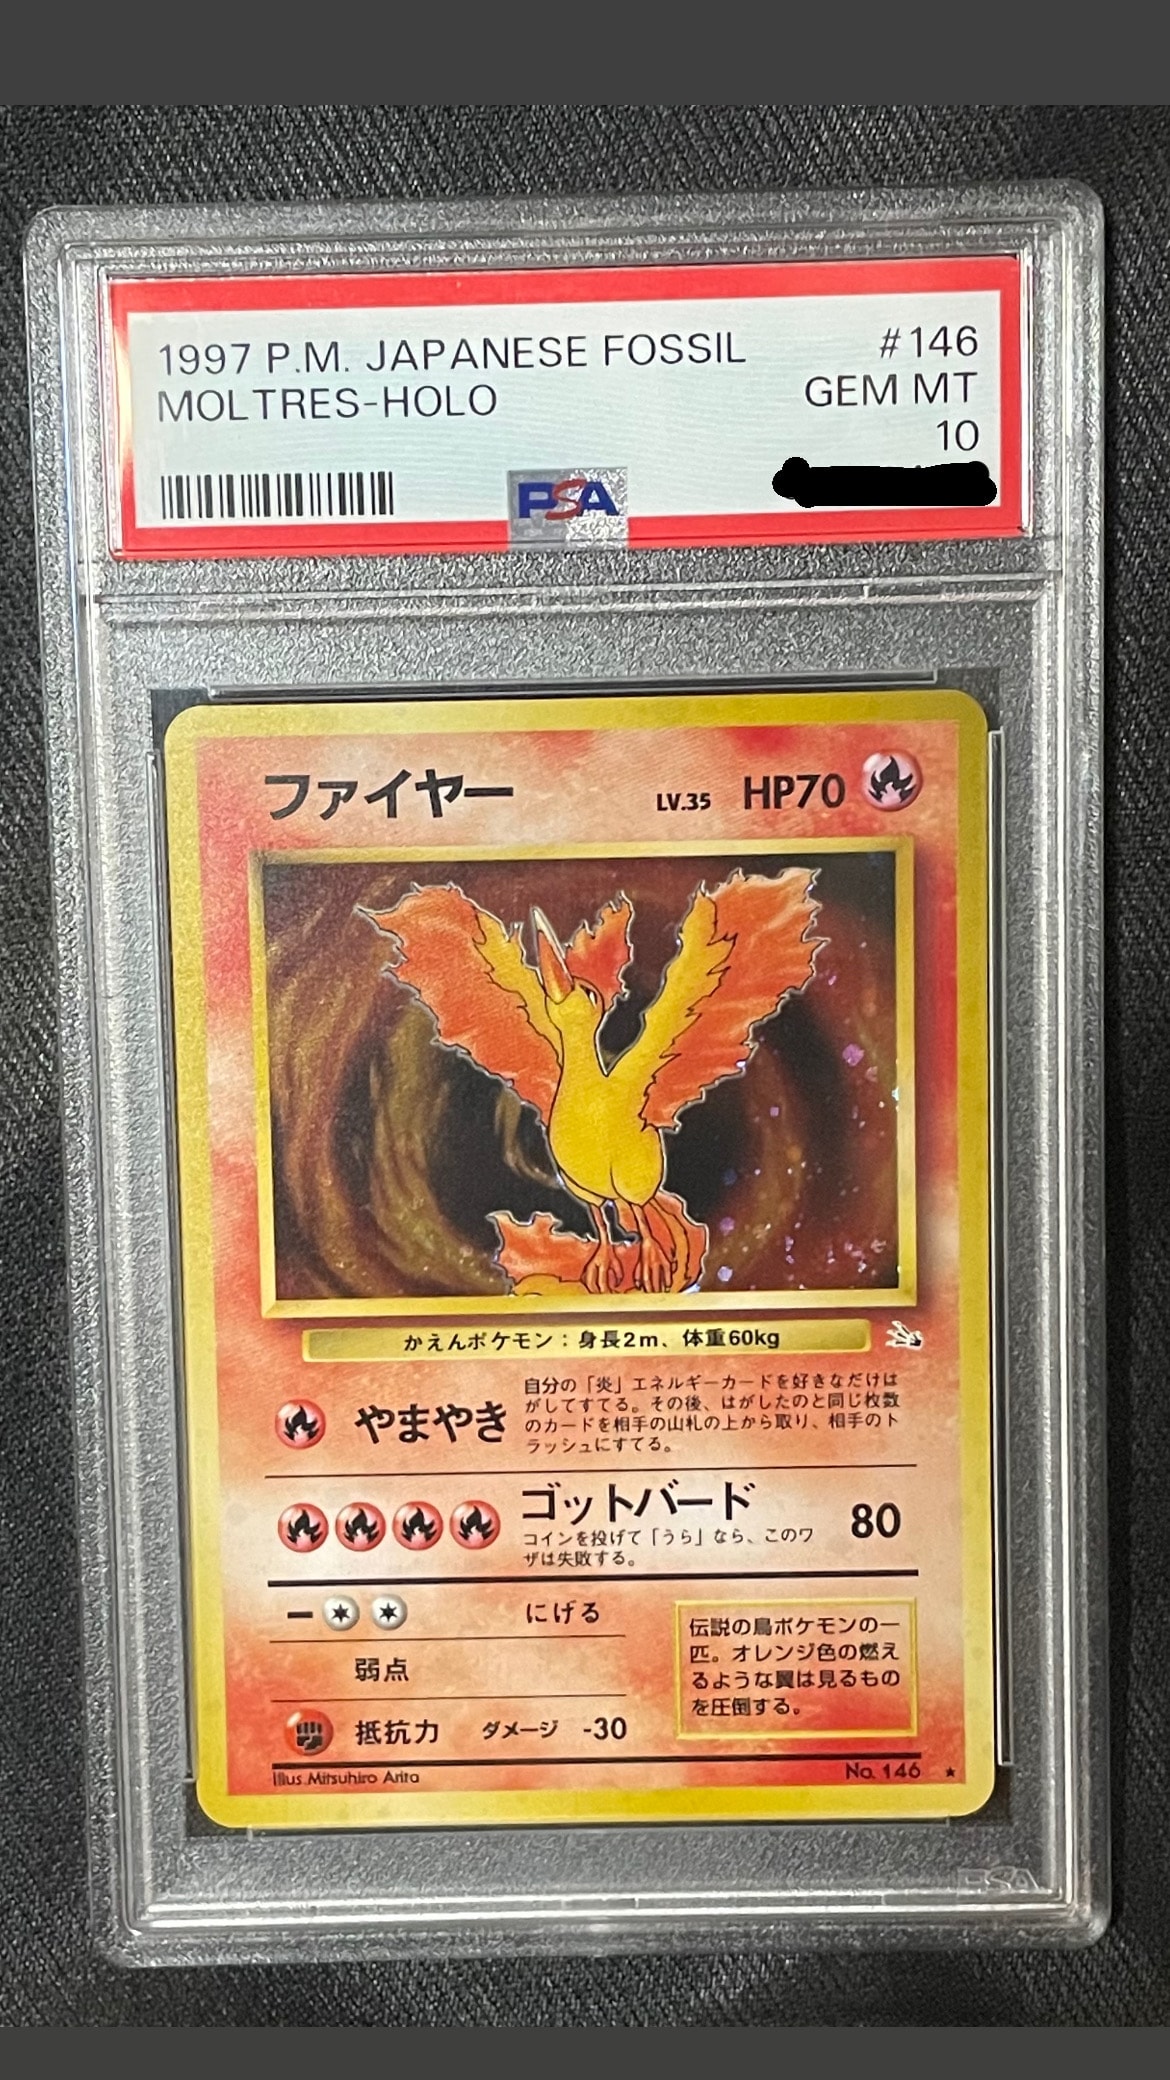 1997 P.M. JAPANESE FOSSIL #146
MOLTRES-HOLO GEM MT
10
PSA
ファイヤー LV.35 HP70
かえんポケモン：身長2m、体重60kg
やまやき
自分の「炎」エネルギーカードを好きなだけは
がしてすてる。その後、はがしたのと同じ枚数
のカードを相手の山札の上から取り、相手のト
ラッシュにすてる。
ゴッドバード 80
コインを投げて「うら」なら、このワ
ザは失敗する。
にげる
弱点
抵抗力 ダメージ -30
伝説の鳥ポケモンの一
匹。オレンジ色の燃え
るような翼は見るもの
を圧倒する。
Illus. Mitsuhiro Arita No. 146 ★
PSA